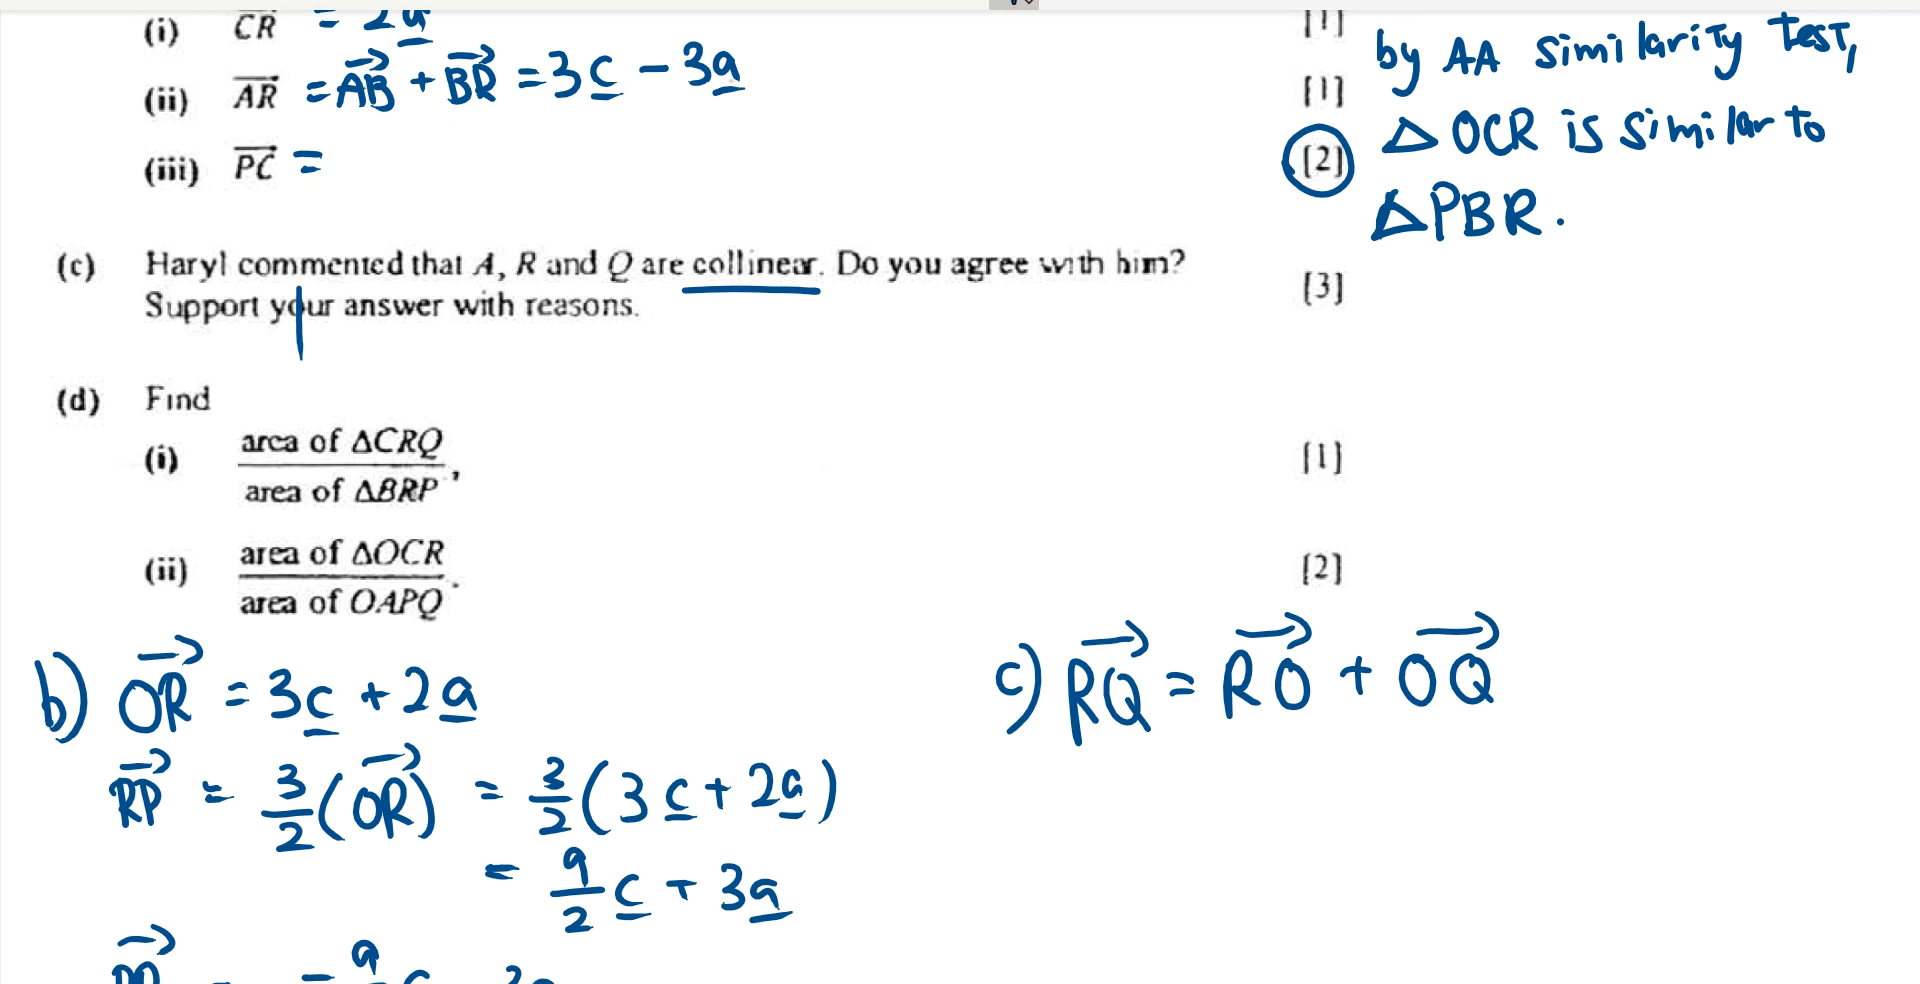 (i) CR = 2a [1]
by AA similarity test,
(ii) AR = AB + BR = 3c - 3a [1]
△ OCR is similar to
(iii) PC = [2]
△PBR.
(c) Haryl commented that A, R and Q are collinear. Do you agree with him?
Support your answer with reasons. [3]
(d) Find
(i) area of ΔCRQ
area of ΔBRP , [1]
(ii) area of ΔOCR
area of OAPQ . [2]
b) OR = 3c + 2a
c) RQ = RO + OQ
RP = 3/2 (OR) = 3/2 (3c + 2a)
= 9/2 c + 3a